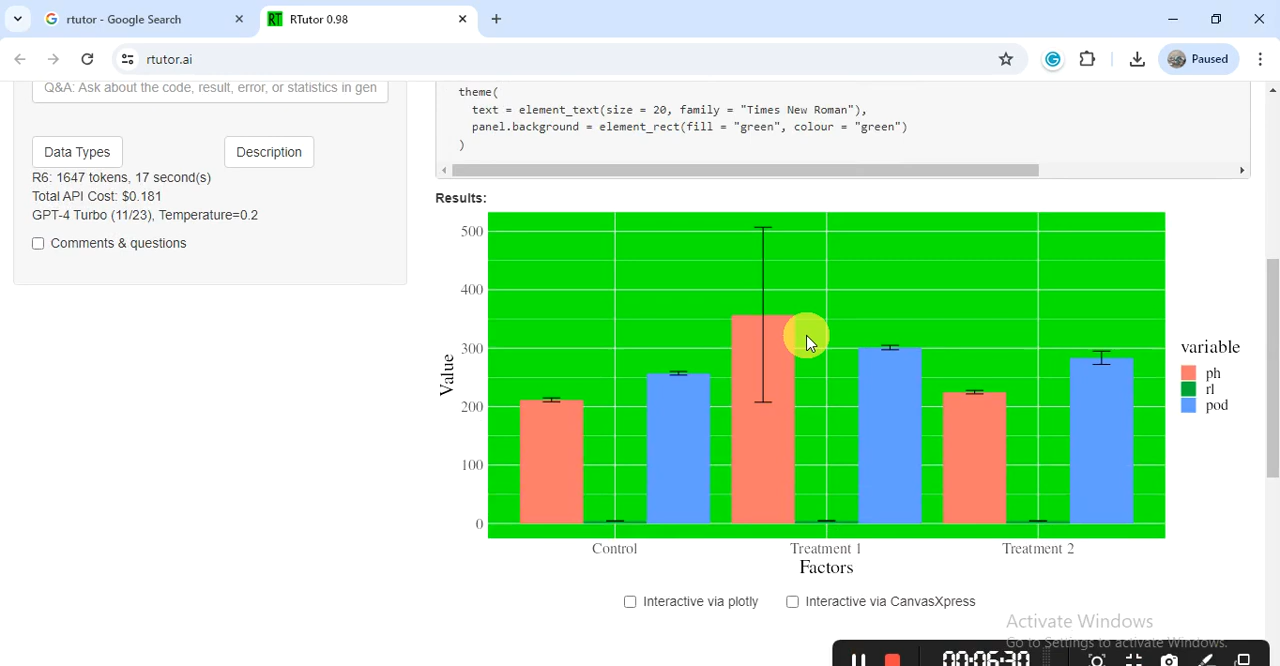 rtutor - Google Search
RT
RTutor 0.98
rtutor.ai
Paused
Q&A: Ask about the code, result, error, or statistics in gen
Data Types
Description
R6: 1647 tokens, 17 second(s)
Total API Cost: $0.181
GPT-4 Turbo (11/23), Temperature=0.2
Comments & questions
theme(
text = element_text(size = 20, family = "Times New Roman"),
panel.background = element_rect(fill = "green", colour = "green")
)
Results:
500
400
300
200
100
0
Value
Control
Treatment 1
Treatment 2
Factors
variable
ph
rl
pod
Interactive via plotly
Interactive via CanvasXpress
Activate Windows
Go to Settings to activate Windows.
00:06:30